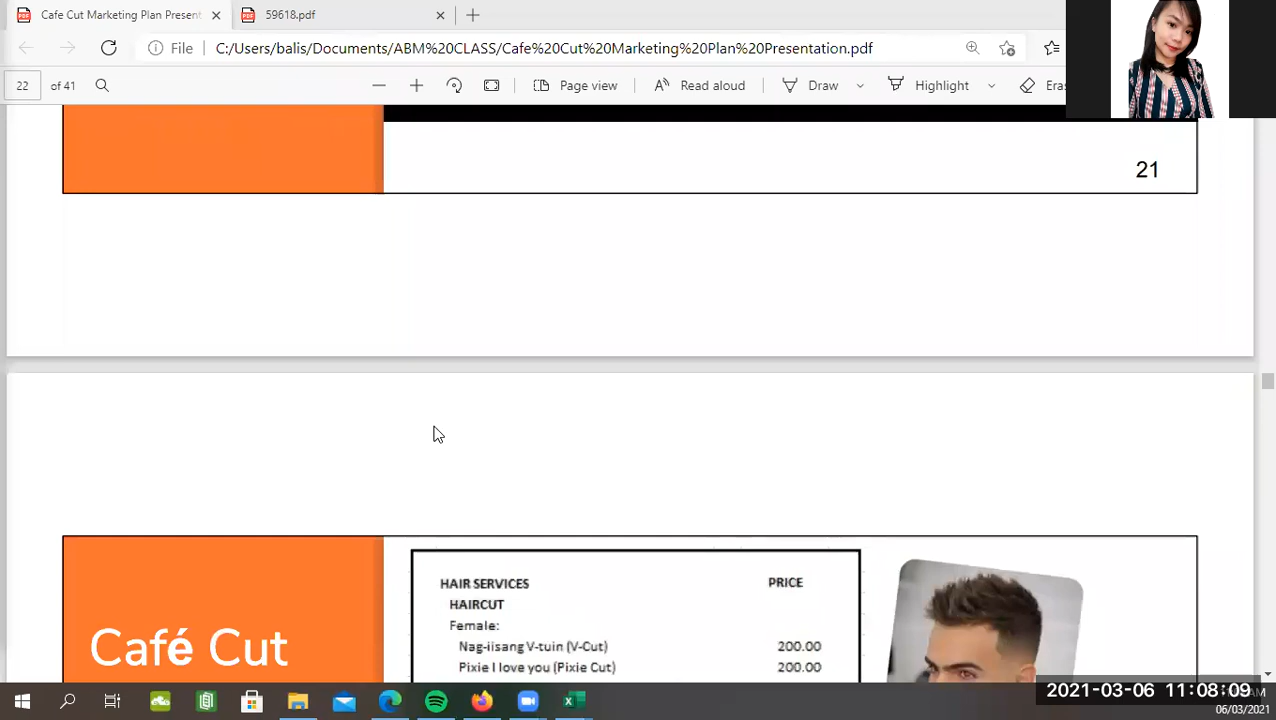 Cafe Cut Marketing Plan Present
59618.pdf
File
C:/Users/balis/Documents/ABM%20CLASS/Cafe%20Cut%20Marketing%20Plan%20Presentation.pdf
22
of 41
Page view
Read aloud
Draw
Highlight
Era
21
Café Cut
HAIR SERVICES PRICE
HAIRCUT
Female:
Nag-iisang V-tuin (V-Cut) 200.00
Pixie I love you (Pixie Cut) 200.00
2021-03-06 11:08:09
06/03/2021